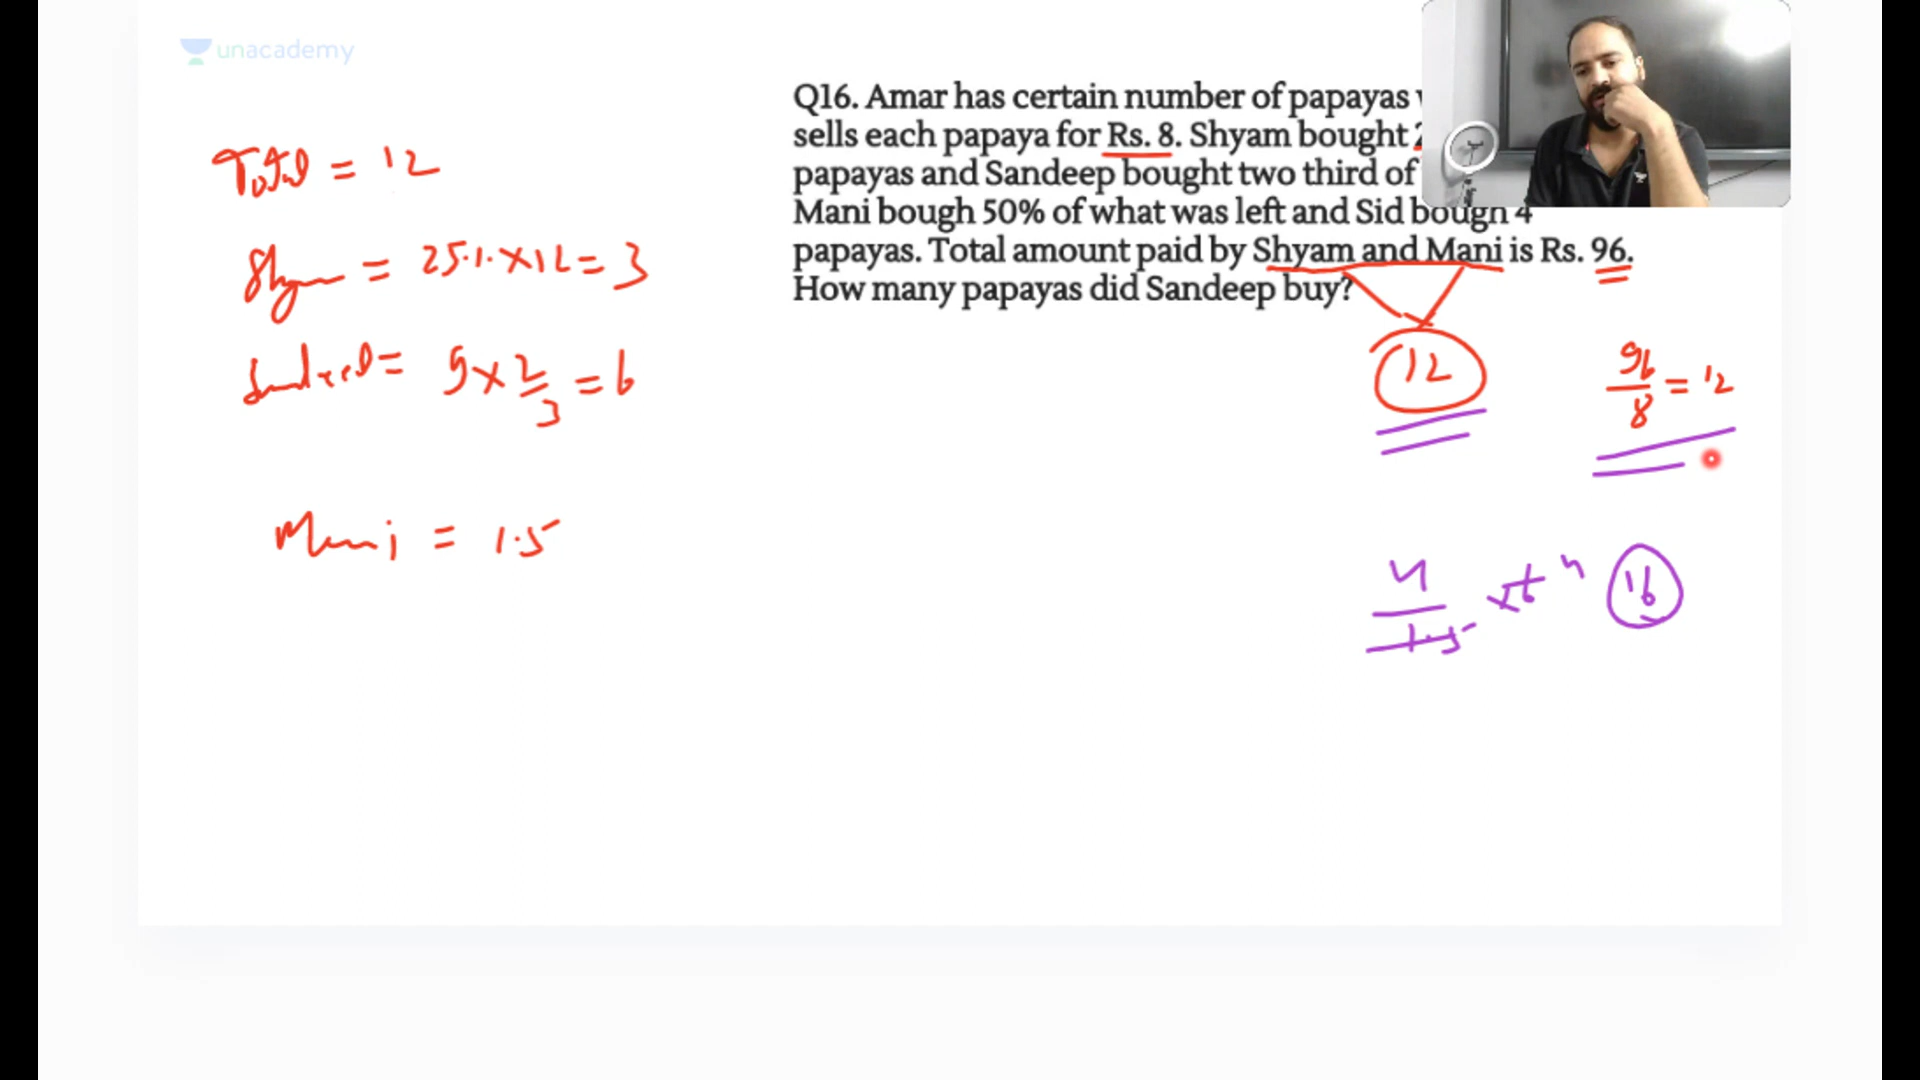 unacademy
Q16. Amar has certain number of papayas
sells each papaya for Rs. 8. Shyam bought 2
papayas and Sandeep bought two third of
Mani bough 50% of what was left and Sid bough 4
papayas. Total amount paid by Shyam and Mani is Rs. 96.
How many papayas did Sandeep buy?
Total = 12
Shyam = 25% × 12 = 3
Sandeep = 9 × 2/3 = 6
Mani = 1.5
12
96/8 = 12
16